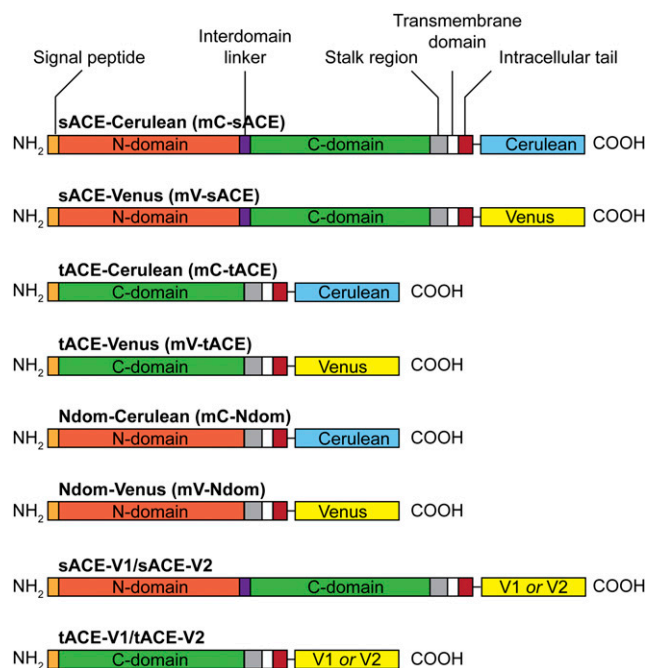 Transmembrane
Interdomain domain
Signal peptide linker Stalk region Intracellular tail
sACE-Cerulean (mC-sACE)
NH2 N-domain C-domain Cerulean COOH
sACE-Venus (mV-sACE)
NH2 N-domain C-domain Venus COOH
tACE-Cerulean (mC-tACE)
NH2 C-domain Cerulean COOH
tACE-Venus (mV-tACE)
NH2 C-domain Venus COOH
Ndom-Cerulean (mC-Ndom)
NH2 N-domain Cerulean COOH
Ndom-Venus (mV-Ndom)
NH2 N-domain Venus COOH
sACE-V1/sACE-V2
NH2 N-domain C-domain V1 or V2 COOH
tACE-V1/tACE-V2
NH2 C-domain V1 or V2 COOH